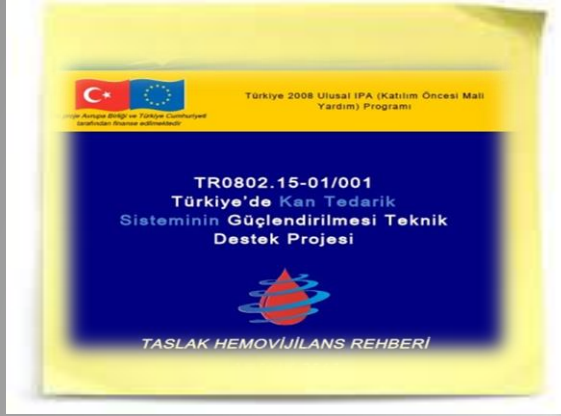 Türkiye 2008 Ulusal IPA (Katılım Öncesi Mali
Yardım) Programı
proje Avrupa Birliği ve Türkiye Cumhuriyeti
tarafından finanse edilmektedir
TR0802.15-01/001
Türkiye'de Kan Tedarik
Sisteminin Güçlendirilmesi Teknik
Destek Projesi
TASLAK HEMOVİJİLANS REHBERİ